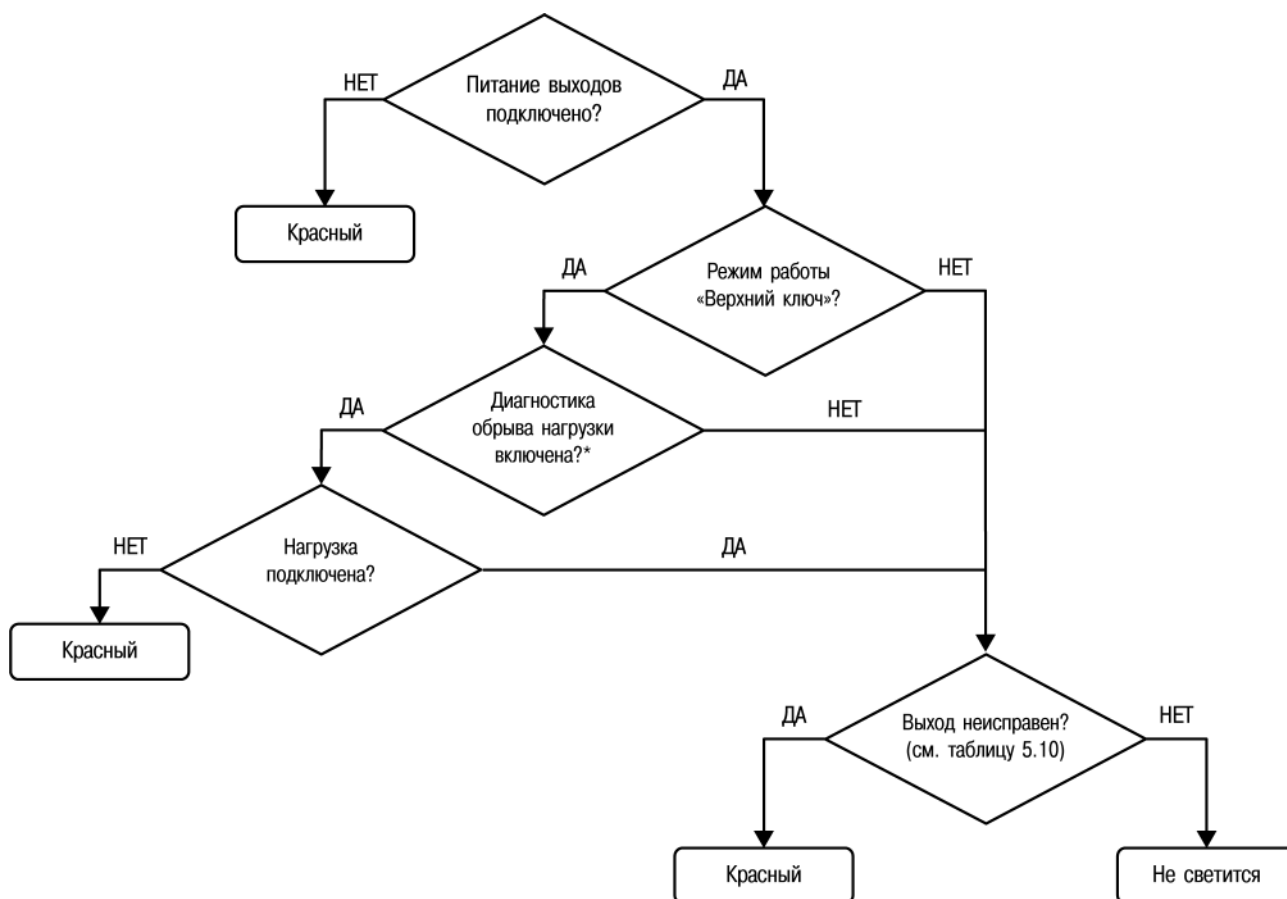 Питание выходов
подключено?
НЕТ
ДА
Красный
Режим работы
«Верхний ключ»?
ДА
НЕТ
Диагностика
обрыва нагрузки
включена?*
ДА
НЕТ
Нагрузка
подключена?
НЕТ
ДА
Красный
Выход неисправен?
(см. таблицу 5.10)
ДА
НЕТ
Красный
Не светится